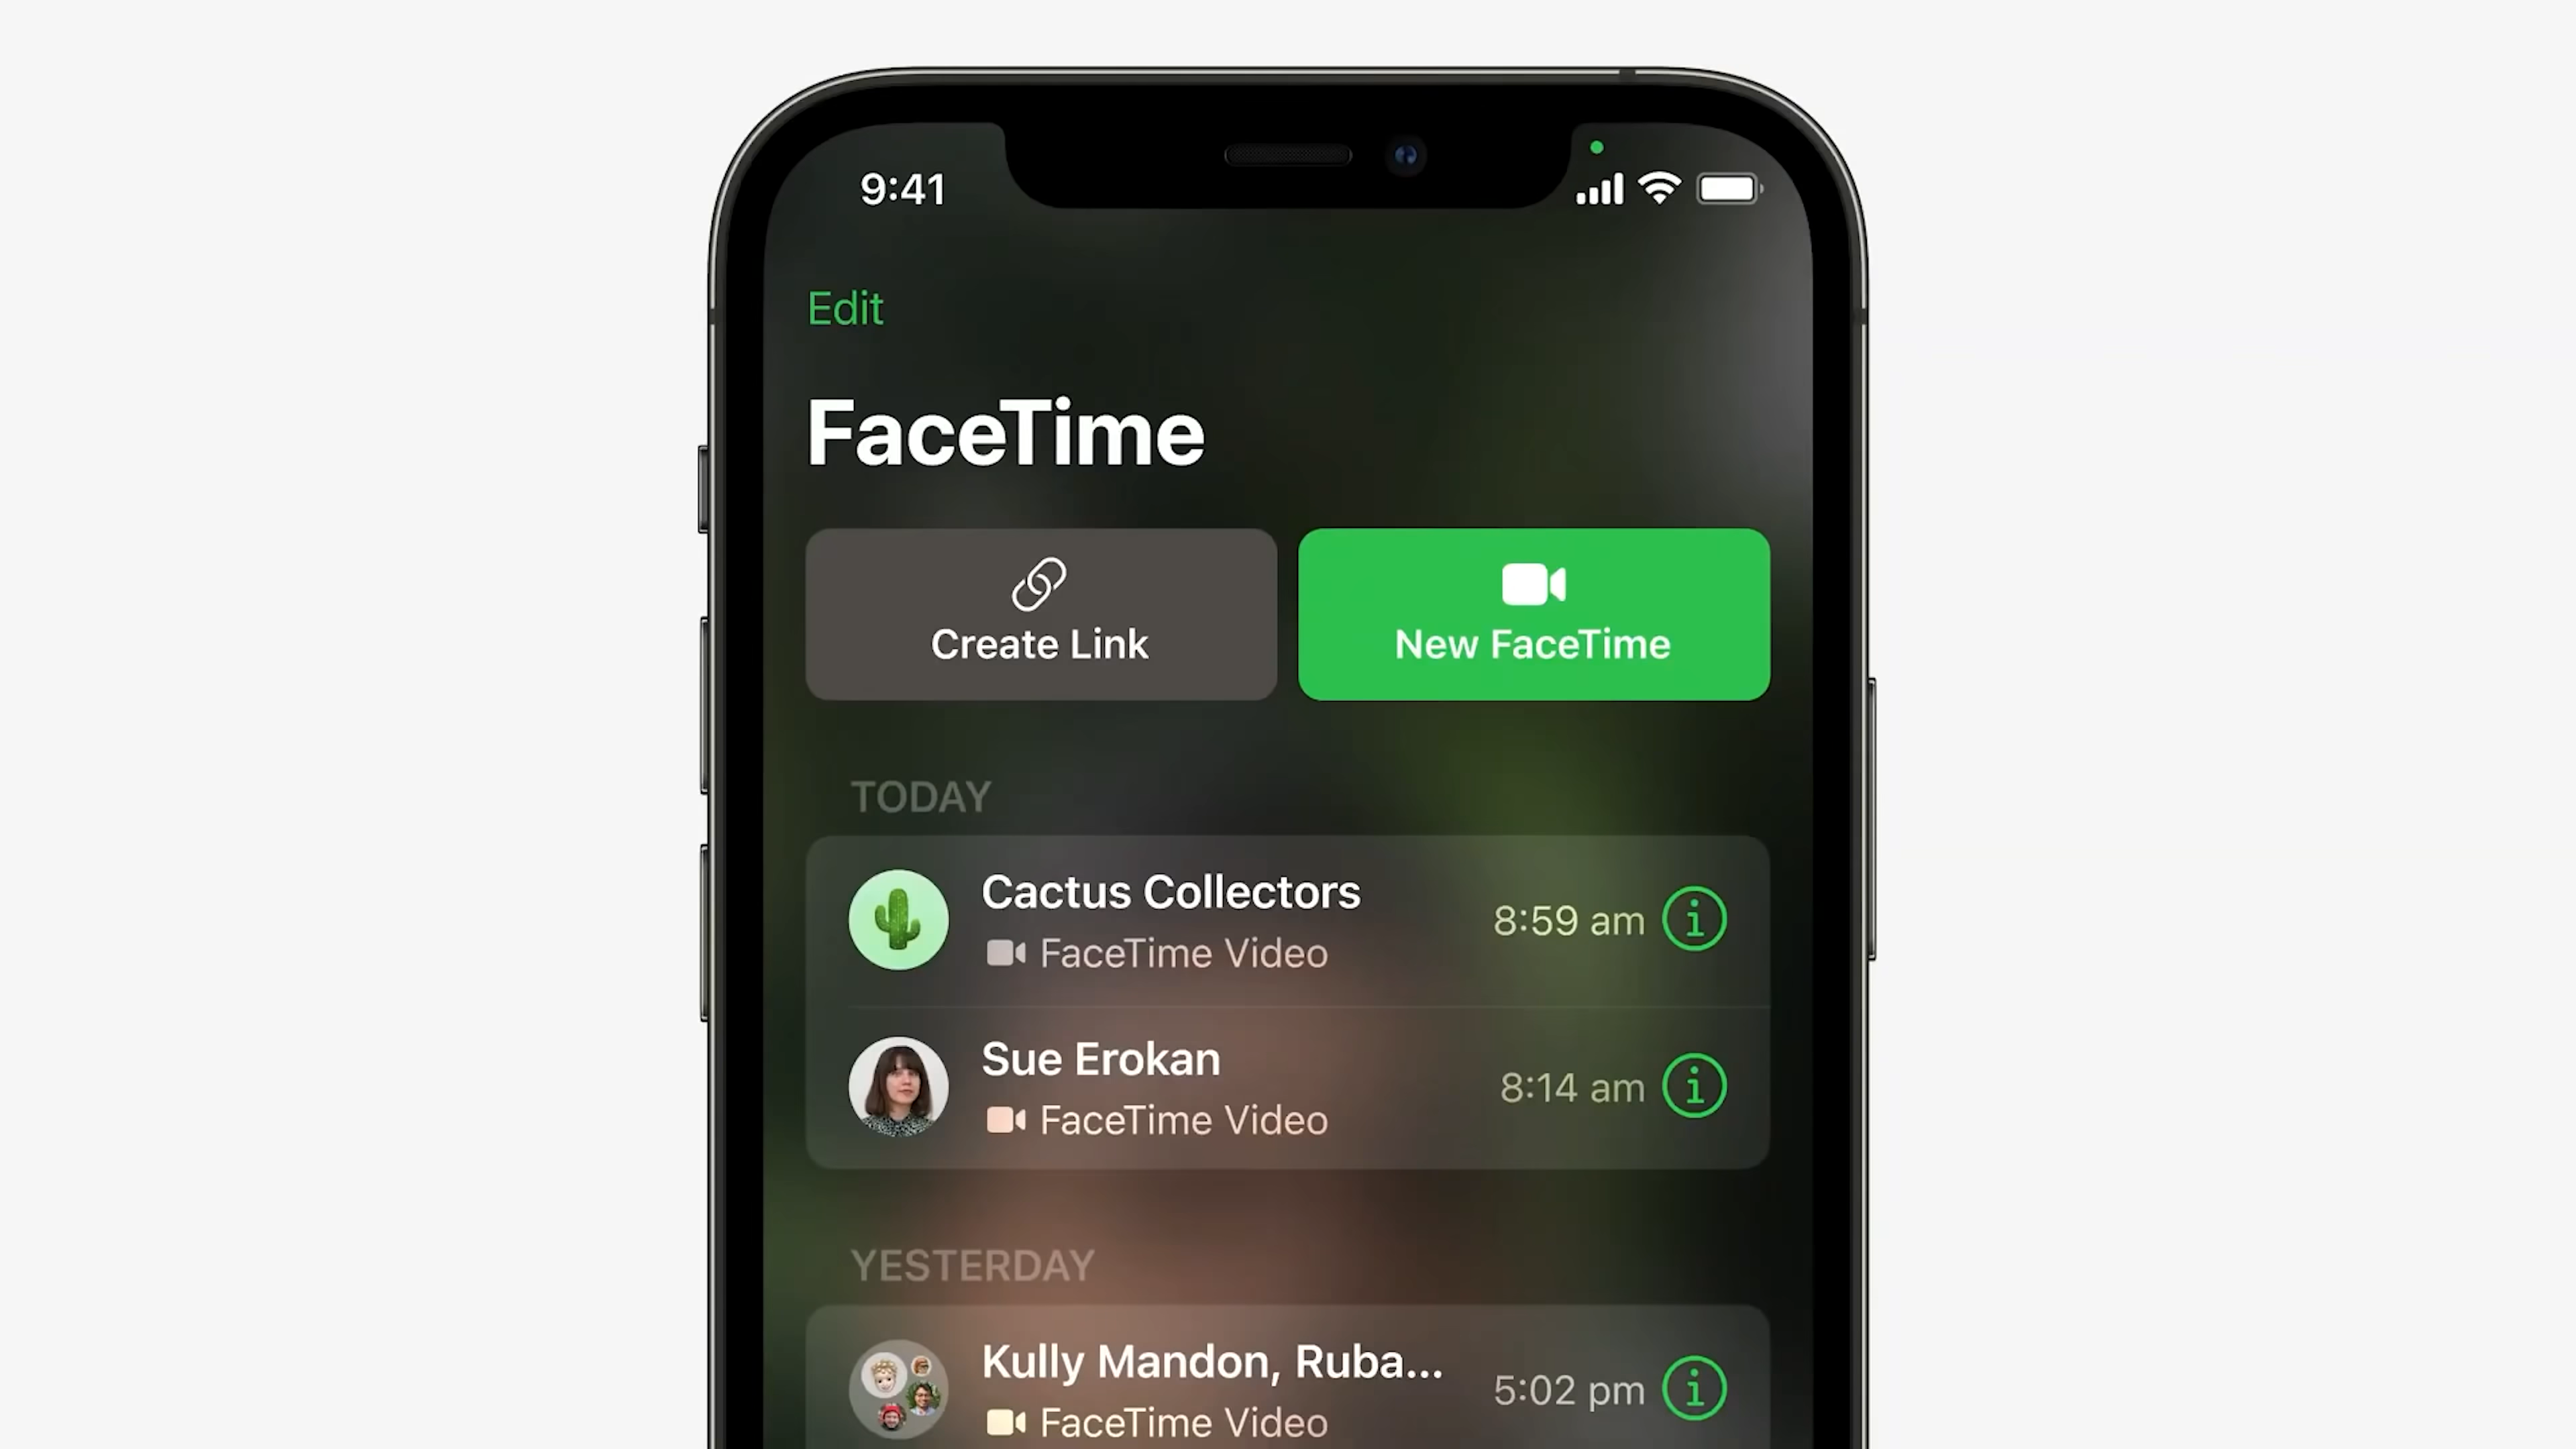 9:41
Edit
FaceTime
Create Link
New FaceTime
TODAY
Cactus Collectors
FaceTime Video
8:59 am
Sue Erokan
FaceTime Video
8:14 am
YESTERDAY
Kully Mandon, Ruba...
FaceTime Video
5:02 pm